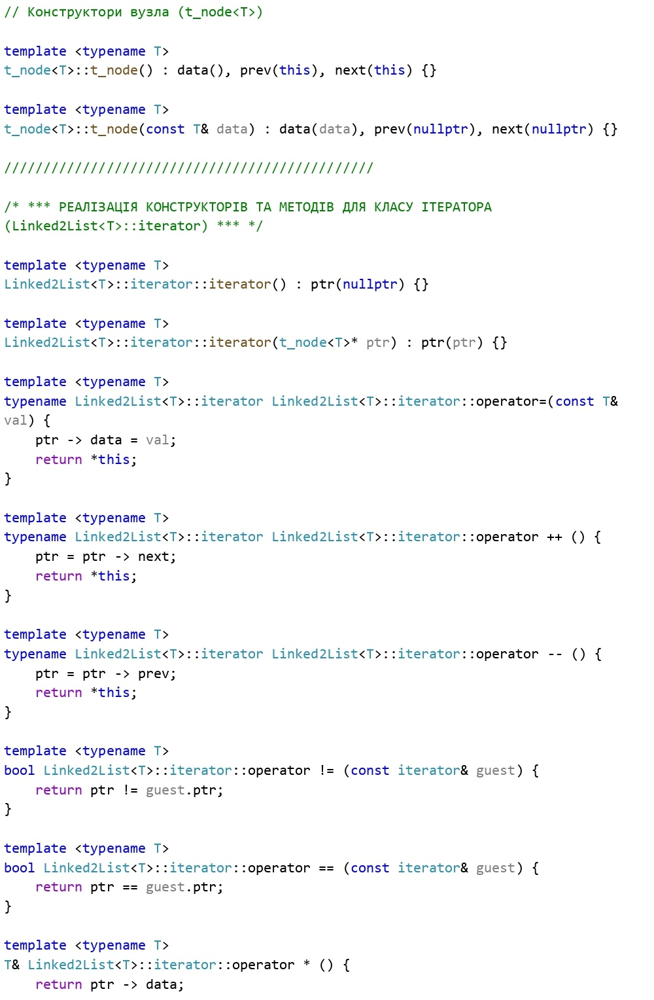 // Конструктори вузла (t_node<T>)
template <typename T>
t_node<T>::t_node() : data(), prev(this), next(this) {}
template <typename T>
t_node<T>::t_node(const T& data) : data(data), prev(nullptr), next(nullptr) {}
///////////////////////////////////////////////
/* *** РЕАЛІЗАЦІЯ КОНСТРУКТОРІВ ТА МЕТОДІВ ДЛЯ КЛАСУ ІТЕРАТОРА
(Linked2List<T>::iterator) *** */
template <typename T>
Linked2List<T>::iterator::iterator() : ptr(nullptr) {}
template <typename T>
Linked2List<T>::iterator::iterator(t_node<T>* ptr) : ptr(ptr) {}
template <typename T>
typename Linked2List<T>::iterator Linked2List<T>::iterator::operator=(const T&
val) {
    ptr -> data = val;
    return *this;
}
template <typename T>
typename Linked2List<T>::iterator Linked2List<T>::iterator::operator ++ () {
    ptr = ptr -> next;
    return *this;
}
template <typename T>
typename Linked2List<T>::iterator Linked2List<T>::iterator::operator -- () {
    ptr = ptr -> prev;
    return *this;
}
template <typename T>
bool Linked2List<T>::iterator::operator != (const iterator& guest) {
    return ptr != guest.ptr;
}
template <typename T>
bool Linked2List<T>::iterator::operator == (const iterator& guest) {
    return ptr == guest.ptr;
}
template <typename T>
T& Linked2List<T>::iterator::operator * () {
    return ptr -> data;